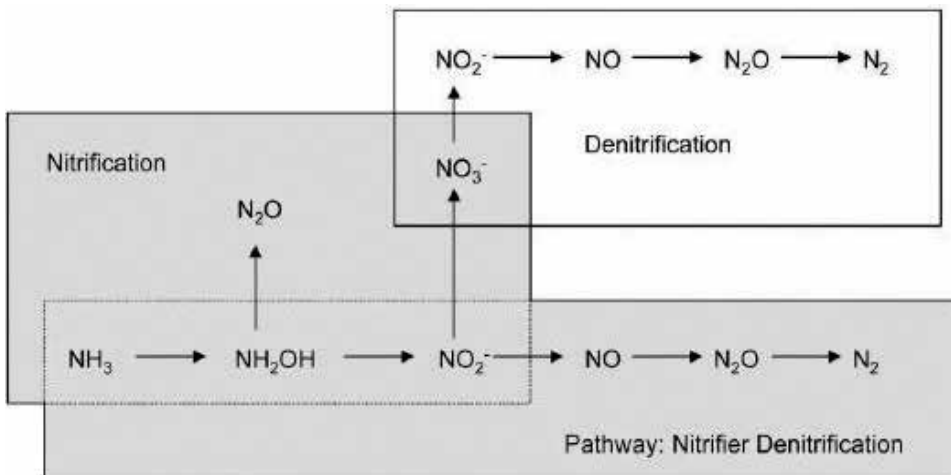 NO₂⁻ → NO → N₂O → N₂
Denitrification
Nitrification
NO₃⁻
N₂O
NH₃ → NH₂OH → NO₂⁻ → NO → N₂O → N₂
Pathway: Nitrifier Denitrification